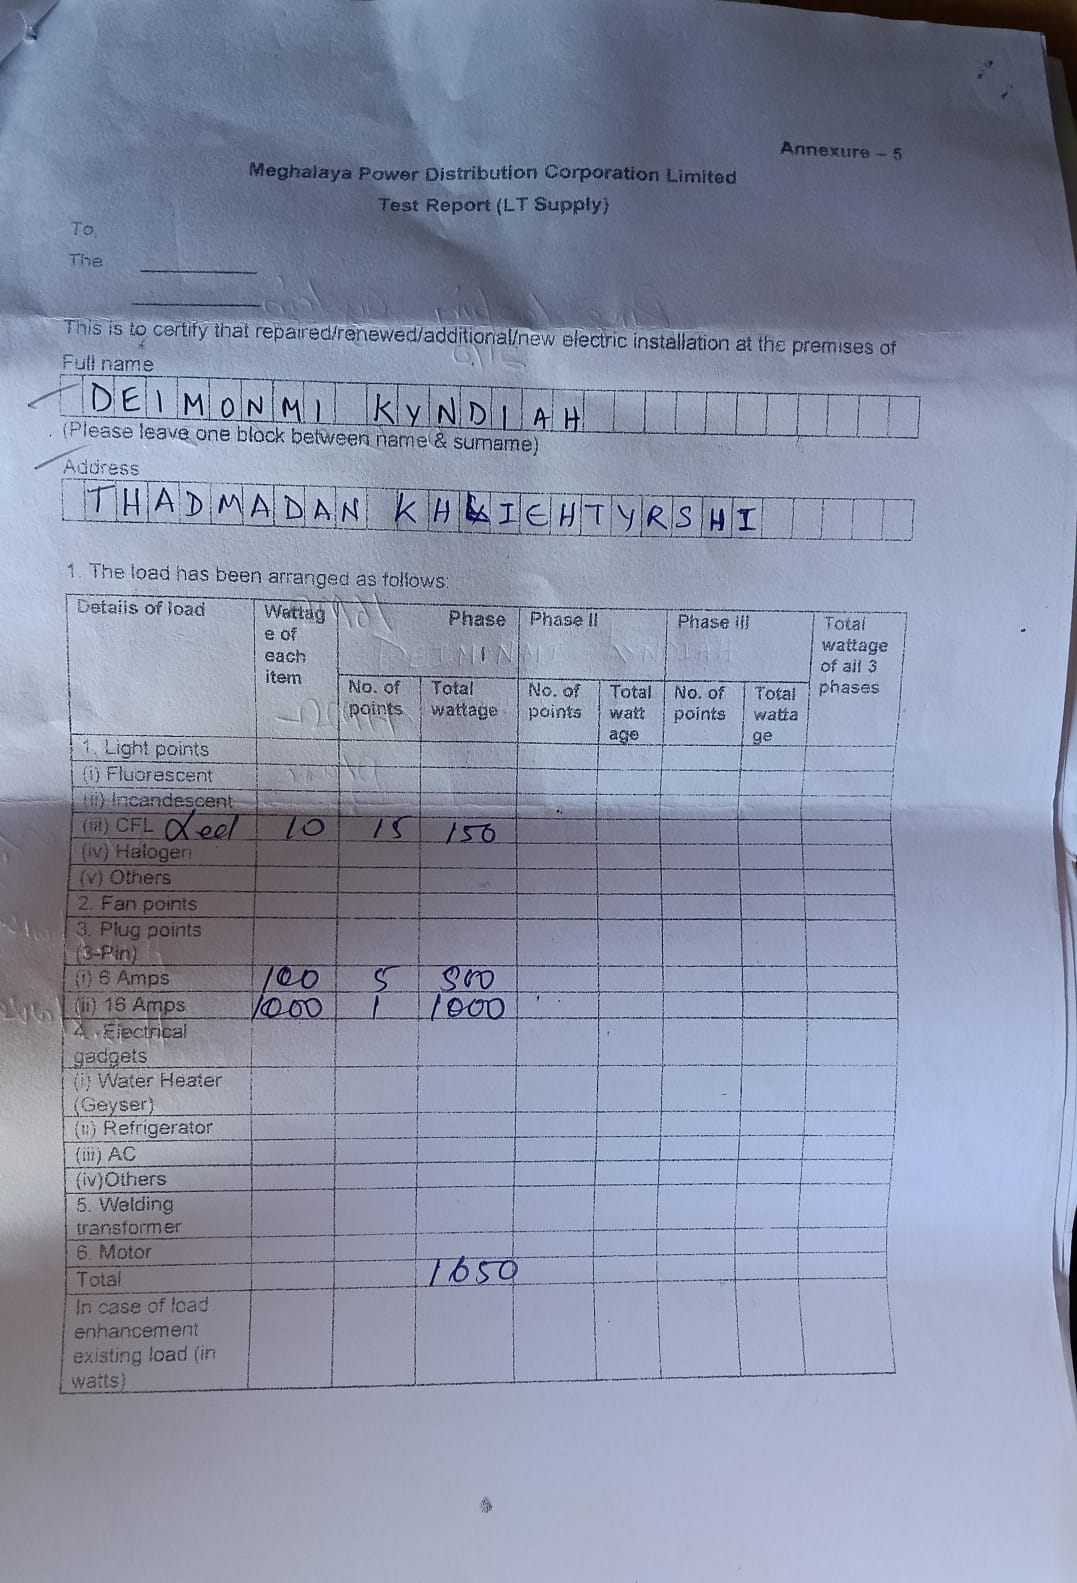 Annexure - 5
Meghalaya Power Distribution Corporation Limited
Test Report (LT Supply)
To,
The
This is to certify that repaired/renewed/additional/new electric installation at the premises of
Full name
DEIMONMI KYNDIAH
(Please leave one block between name & surname)
Address
THADMADAN KHLIEHTYRSHI
1. The load has been arranged as follows:
Details of load Wattage of each item Phase I Phase II Phase III Total wattage of all 3 phases
No. of points Total wattage No. of points Total wattage No. of points Total wattage
1. Light points
(i) Fluorescent
(ii) Incandescent
(iii) CFL Led 10 15 150
(iv) Halogen
(v) Others
2. Fan points
3. Plug points
(3-Pin)
(i) 6 Amps 100 5 500
(ii) 16 Amps 1000 1 1000
4. Electrical
gadgets
(i) Water Heater
(Geyser)
(ii) Refrigerator
(iii) AC
(iv)Others
5. Welding
transformer
6. Motor
Total 1650
In case of load
enhancement
existing load (in
watts)